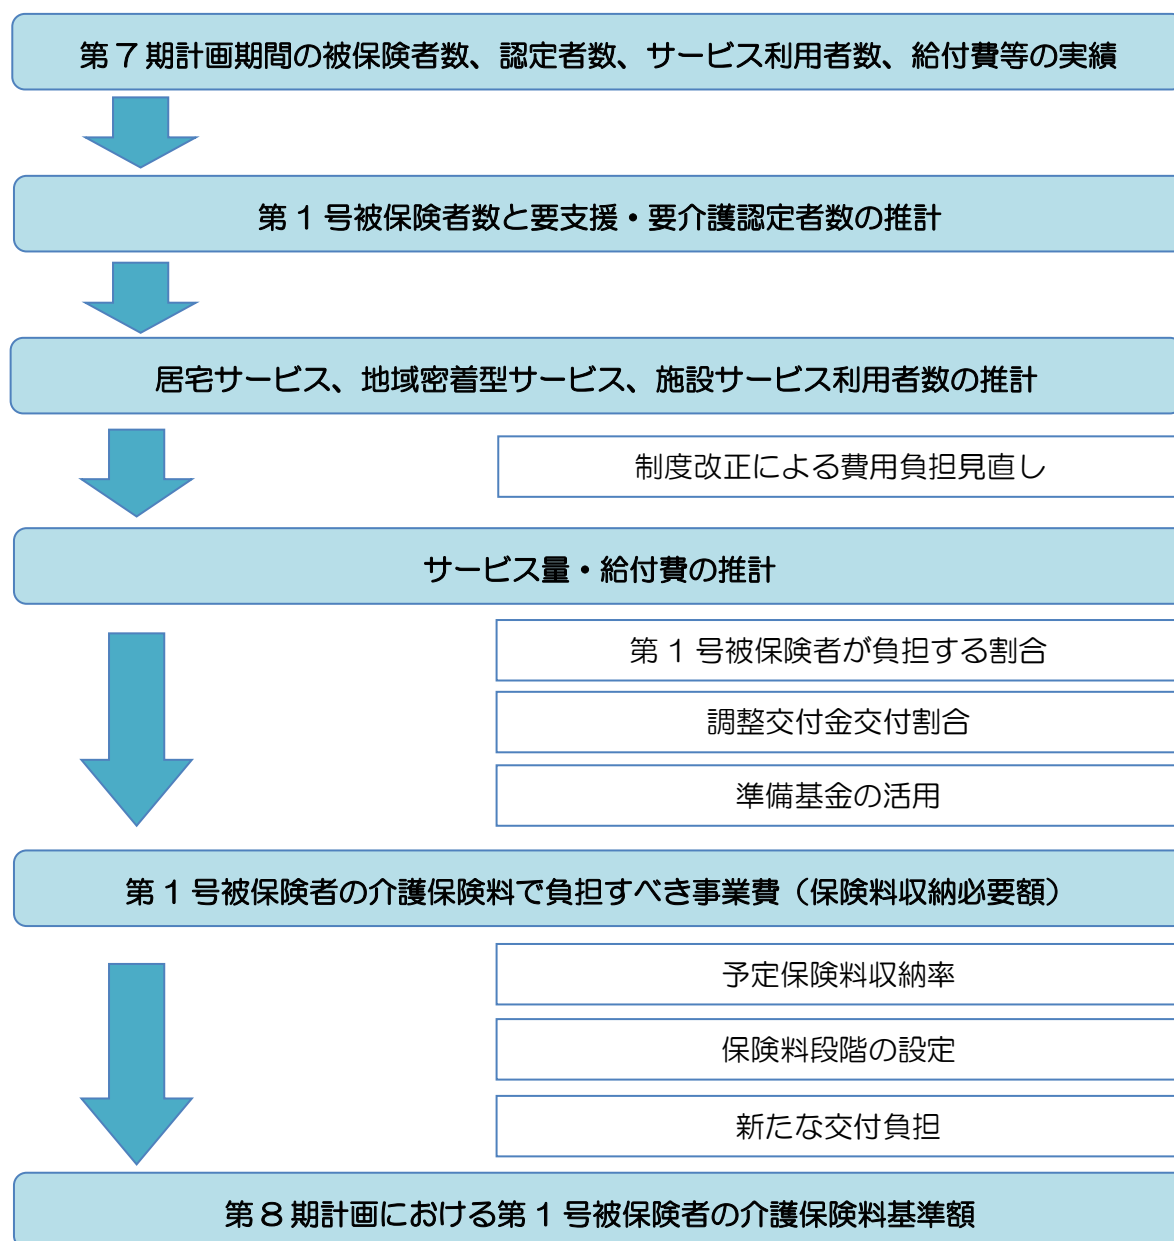 第7期計画期間の被保険者数、認定者数、サービス利用者数、給付費等の実績
第1号被保険者数と要支援・要介護認定者数の推計
居宅サービス、地域密着型サービス、施設サービス利用者数の推計
制度改正による費用負担見直し
サービス量・給付費の推計
第1号被保険者が負担する割合
調整交付金交付割合
準備基金の活用
第1号被保険者の介護保険料で負担すべき事業費（保険料収納必要額）
予定保険料収納率
保険料段階の設定
新たな交付負担
第8期計画における第1号被保険者の介護保険料基準額